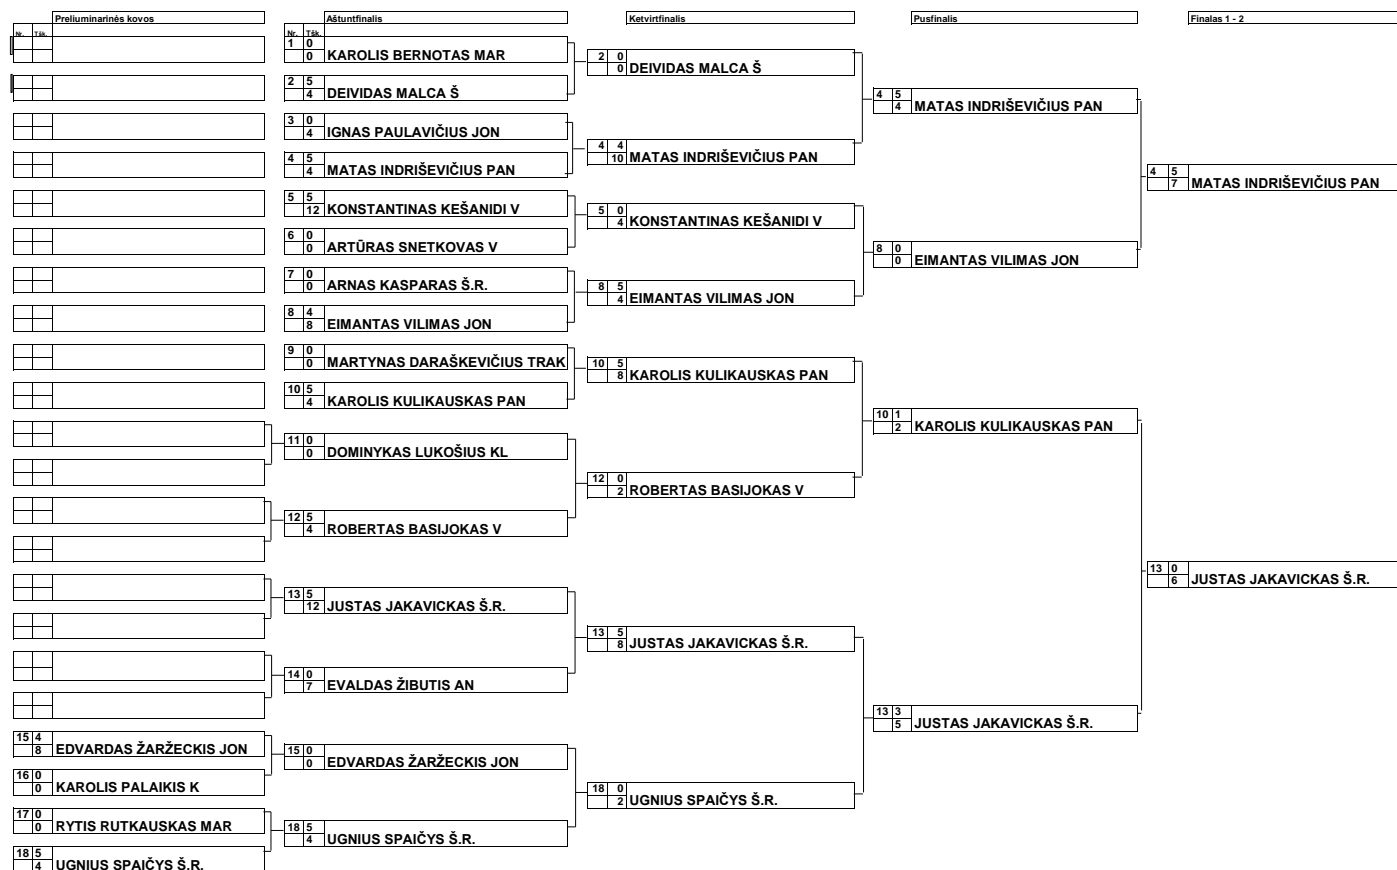 Preliuminarinės kovos
Aštuntfinalis
Ketvirtfinalis
Pusfinalis
Finalas 1 - 2
Nr. Tšk.
Nr. Tšk.
1 0
0 KAROLIS BERNOTAS MAR
2 5
4 DEIVIDAS MALCA Š
3 0
4 IGNAS PAULAVIČIUS JON
4 5
4 MATAS INDRIŠEVIČIUS PAN
5 5
12 KONSTANTINAS KEŠANIDI V
6 0
0 ARTŪRAS SNETKOVAS V
7 0
0 ARNAS KASPARAS Š.R.
8 4
8 EIMANTAS VILIMAS JON
9 0
0 MARTYNAS DARAŠKEVIČIUS TRAK
10 5
4 KAROLIS KULIKAUSKAS PAN
11 0
0 DOMINYKAS LUKOŠIUS KL
12 5
4 ROBERTAS BASIJOKAS V
13 5
12 JUSTAS JAKAVICKAS Š.R.
14 0
7 EVALDAS ŽIBUTIS AN
15 4
8 EDVARDAS ŽARŽECKIS JON
16 0
0 KAROLIS PALAIKIS K
17 0
0 RYTIS RUTKAUSKAS MAR
18 5
4 UGNIUS SPAIČYS Š.R.
15 0
0 EDVARDAS ŽARŽECKIS JON
18 5
4 UGNIUS SPAIČYS Š.R.
2 0
0 DEIVIDAS MALCA Š
4 4
10 MATAS INDRIŠEVIČIUS PAN
5 0
4 KONSTANTINAS KEŠANIDI V
8 5
4 EIMANTAS VILIMAS JON
10 5
8 KAROLIS KULIKAUSKAS PAN
12 0
2 ROBERTAS BASIJOKAS V
13 5
8 JUSTAS JAKAVICKAS Š.R.
18 0
2 UGNIUS SPAIČYS Š.R.
4 5
4 MATAS INDRIŠEVIČIUS PAN
8 0
0 EIMANTAS VILIMAS JON
10 1
2 KAROLIS KULIKAUSKAS PAN
13 3
5 JUSTAS JAKAVICKAS Š.R.
4 5
7 MATAS INDRIŠEVIČIUS PAN
13 0
6 JUSTAS JAKAVICKAS Š.R.